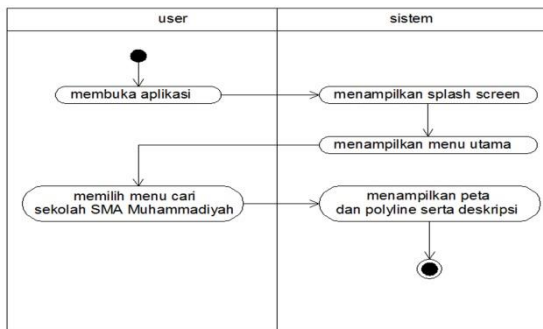 user
sistem
membuka aplikasi
menampilkan splash screen
menampilkan menu utama
memilih menu cari
sekolah SMA Muhammadiyah
menampilkan peta
dan polyline serta deskripsi